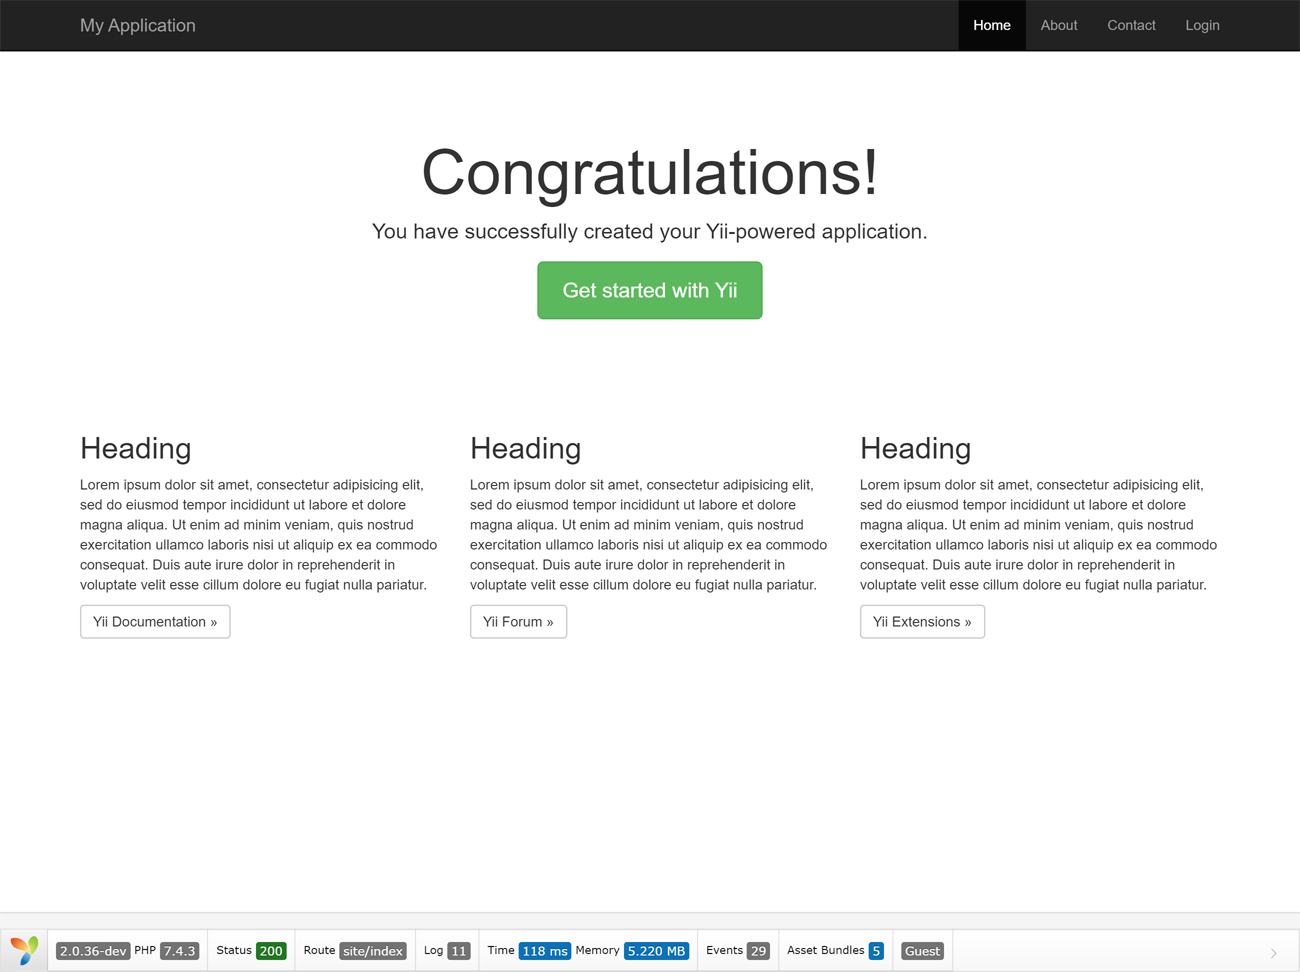 My Application Home About Contact Login
Congratulations!
You have successfully created your Yii-powered application.
Get started with Yii
Heading
Lorem ipsum dolor sit amet, consectetur adipisicing elit,
sed do eiusmod tempor incididunt ut labore et dolore
magna aliqua. Ut enim ad minim veniam, quis nostrud
exercitation ullamco laboris nisi ut aliquip ex ea commodo
consequat. Duis aute irure dolor in reprehenderit in
voluptate velit esse cillum dolore eu fugiat nulla pariatur.
Yii Documentation »
Heading
Lorem ipsum dolor sit amet, consectetur adipisicing elit,
sed do eiusmod tempor incididunt ut labore et dolore
magna aliqua. Ut enim ad minim veniam, quis nostrud
exercitation ullamco laboris nisi ut aliquip ex ea commodo
consequat. Duis aute irure dolor in reprehenderit in
voluptate velit esse cillum dolore eu fugiat nulla pariatur.
Yii Forum »
Heading
Lorem ipsum dolor sit amet, consectetur adipisicing elit,
sed do eiusmod tempor incididunt ut labore et dolore
magna aliqua. Ut enim ad minim veniam, quis nostrud
exercitation ullamco laboris nisi ut aliquip ex ea commodo
consequat. Duis aute irure dolor in reprehenderit in
voluptate velit esse cillum dolore eu fugiat nulla pariatur.
Yii Extensions »
2.0.36-dev PHP 7.4.3 Status 200 Route site/index Log 11 Time 118 ms Memory 5.220 MB Events 29 Asset Bundles 5 Guest